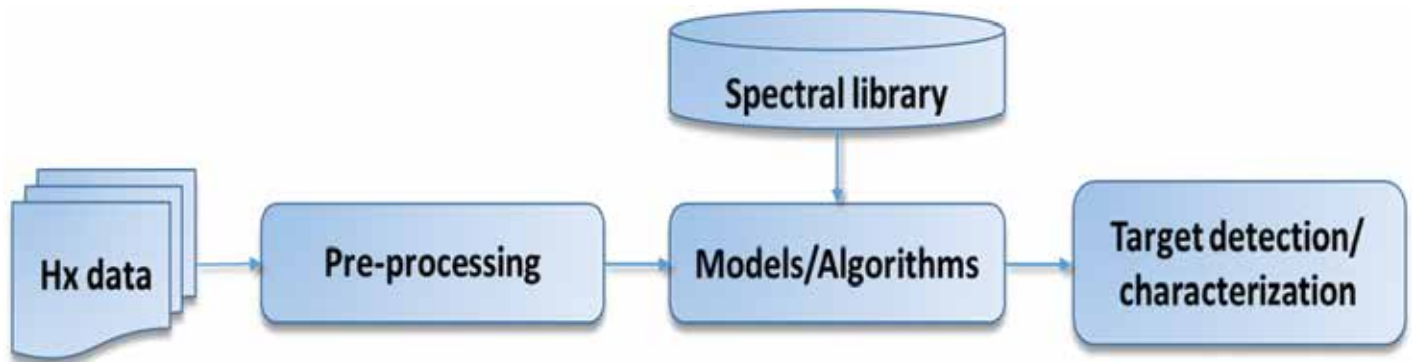 Spectral library
Hx data
Pre-processing
Models/Algorithms
Target detection/
characterization